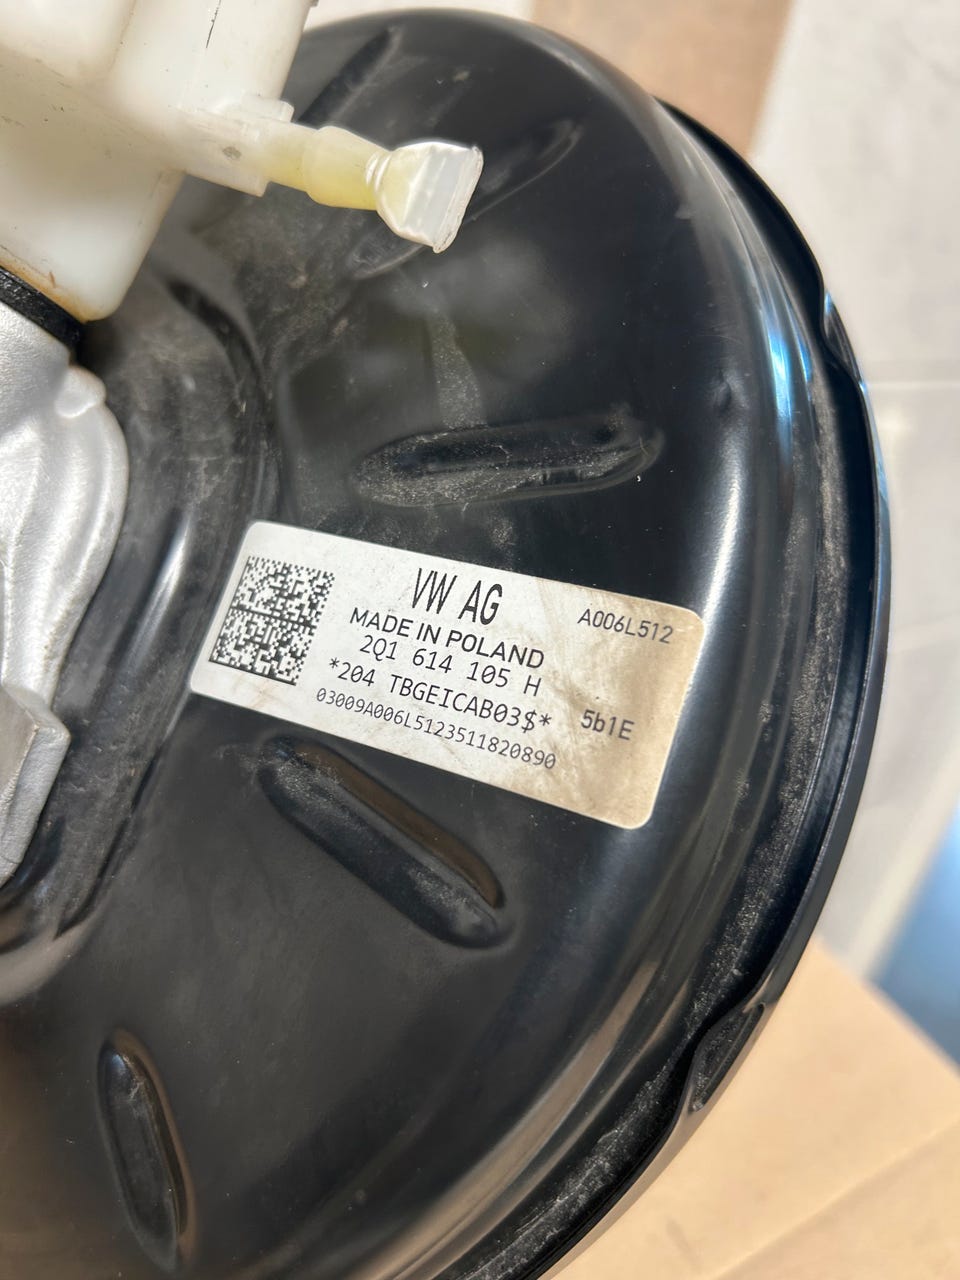 VW AG
A006L512
MADE IN POLAND
2Q1 614 105 H
*204 TBGEICAB03$*
5b1E
03009A006L5123511820890